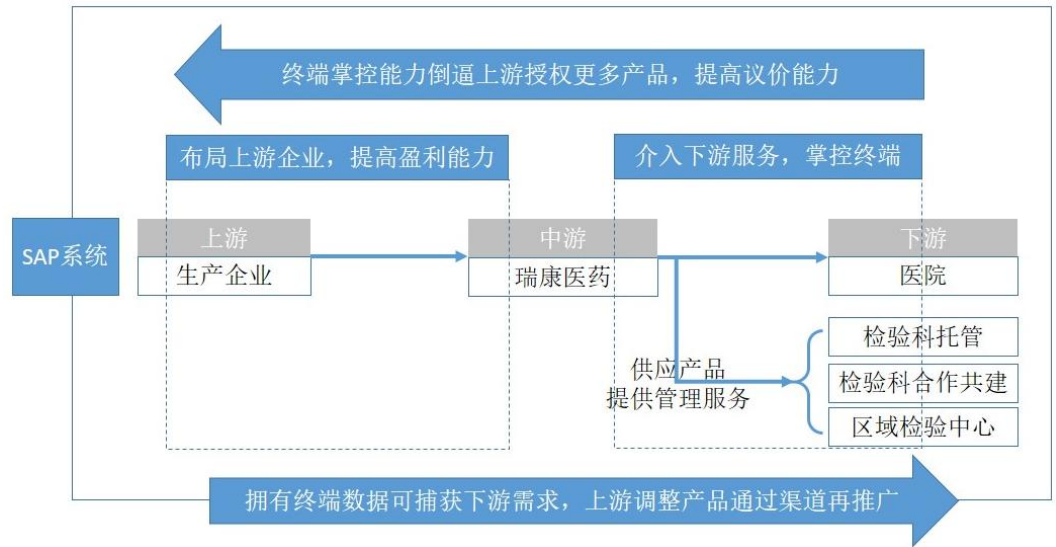 终端掌控能力倒逼上游授权更多产品，提高议价能力
布局上游企业，提高盈利能力
介入下游服务，掌控终端
SAP系统
上游
中游
下游
生产企业
瑞康医药
医院
检验科托管
供应产品
提供管理服务
检验科合作共建
区域检验中心
拥有终端数据可捕获下游需求，上游调整产品通过渠道再推广